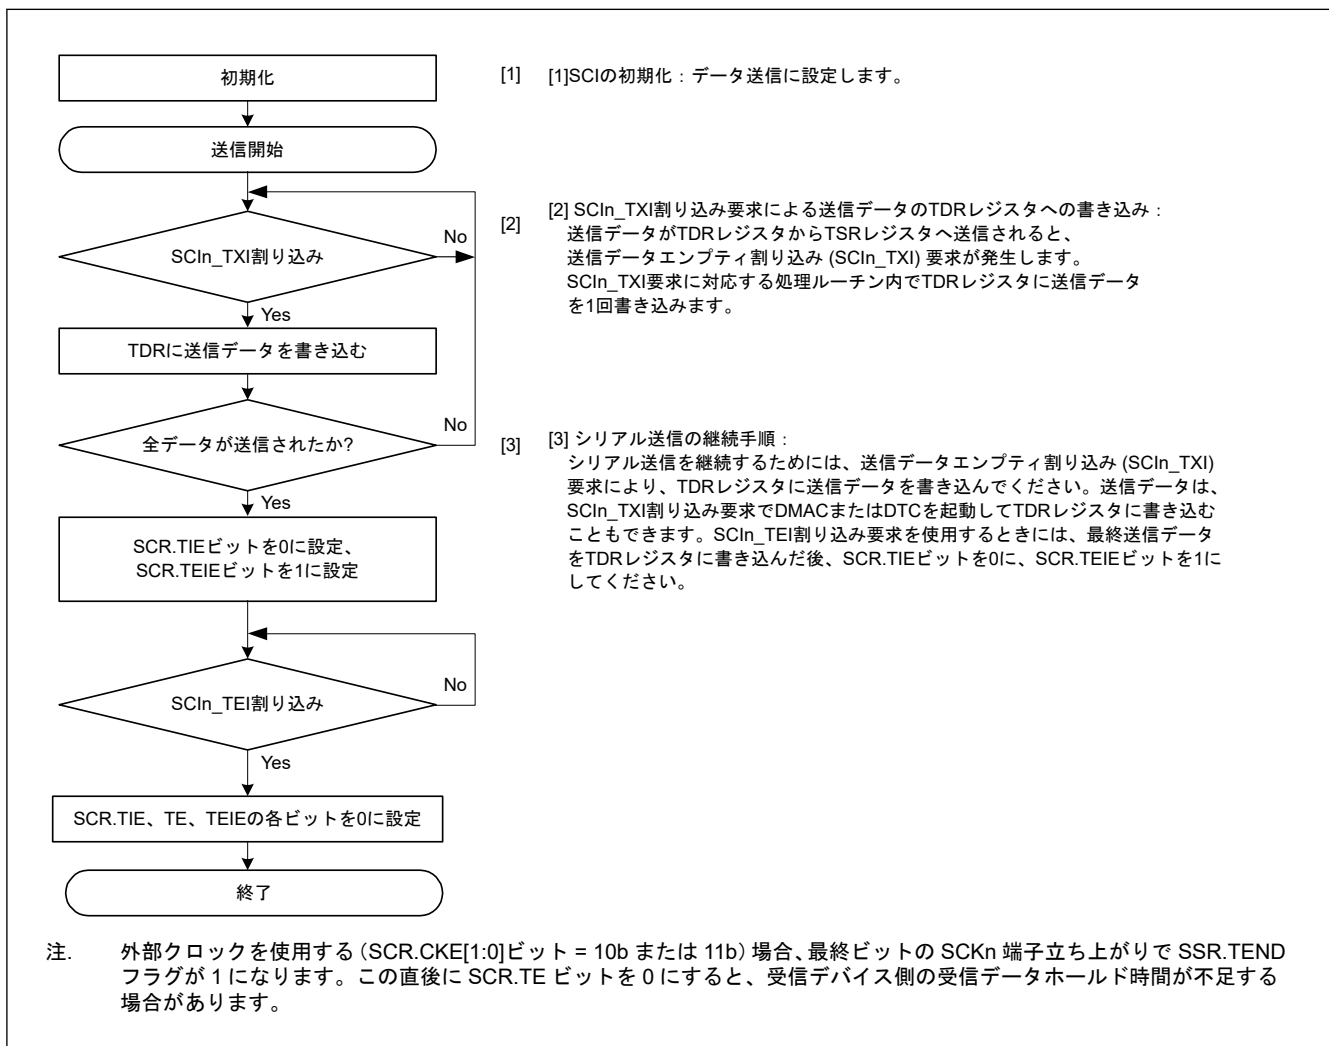 初期化
[1]
[1]SCIの初期化：データ送信に設定します。
送信開始
SCIn_TXI割り込み
No
Yes
[2]
[2] SCIn_TXI割り込み要求による送信データのTDRレジスタへの書き込み：
送信データがTDRレジスタからTSRレジスタへ送信されると、
送信データエンプティ割り込み (SCIn_TXI) 要求が発生します。
SCIn_TXI要求に対応する処理ルーチン内でTDRレジスタに送信データ
を1回書き込みます。
TDRに送信データを書き込む
全データが送信されたか?
No
Yes
[3]
[3] シリアル送信の継続手順：
シリアル送信を継続するためには、送信データエンプティ割り込み (SCIn_TXI)
要求により、TDRレジスタに送信データを書き込んでください。送信データは、
SCIn_TXI割り込み要求でDMACまたはDTCを起動してTDRレジスタに書き込む
こともできます。SCIn_TEI割り込み要求を使用するときには、最終送信データ
をTDRレジスタに書き込んだ後、SCR.TIEビットを0に、SCR.TEIEビットを1に
してください。
SCR.TIEビットを0に設定、
SCR.TEIEビットを1に設定
SCIn_TEI割り込み
No
Yes
SCR.TIE、TE、TEIEの各ビットを0に設定
終了
注. 外部クロックを使用する（SCR.CKE[1:0]ビット = 10b または 11b）場合、最終ビットの SCKn 端子立ち上がりで SSR.TEND
フラグが 1 になります。この直後に SCR.TE ビットを 0 にすると、受信デバイス側の受信データホールド時間が不足する
場合があります。